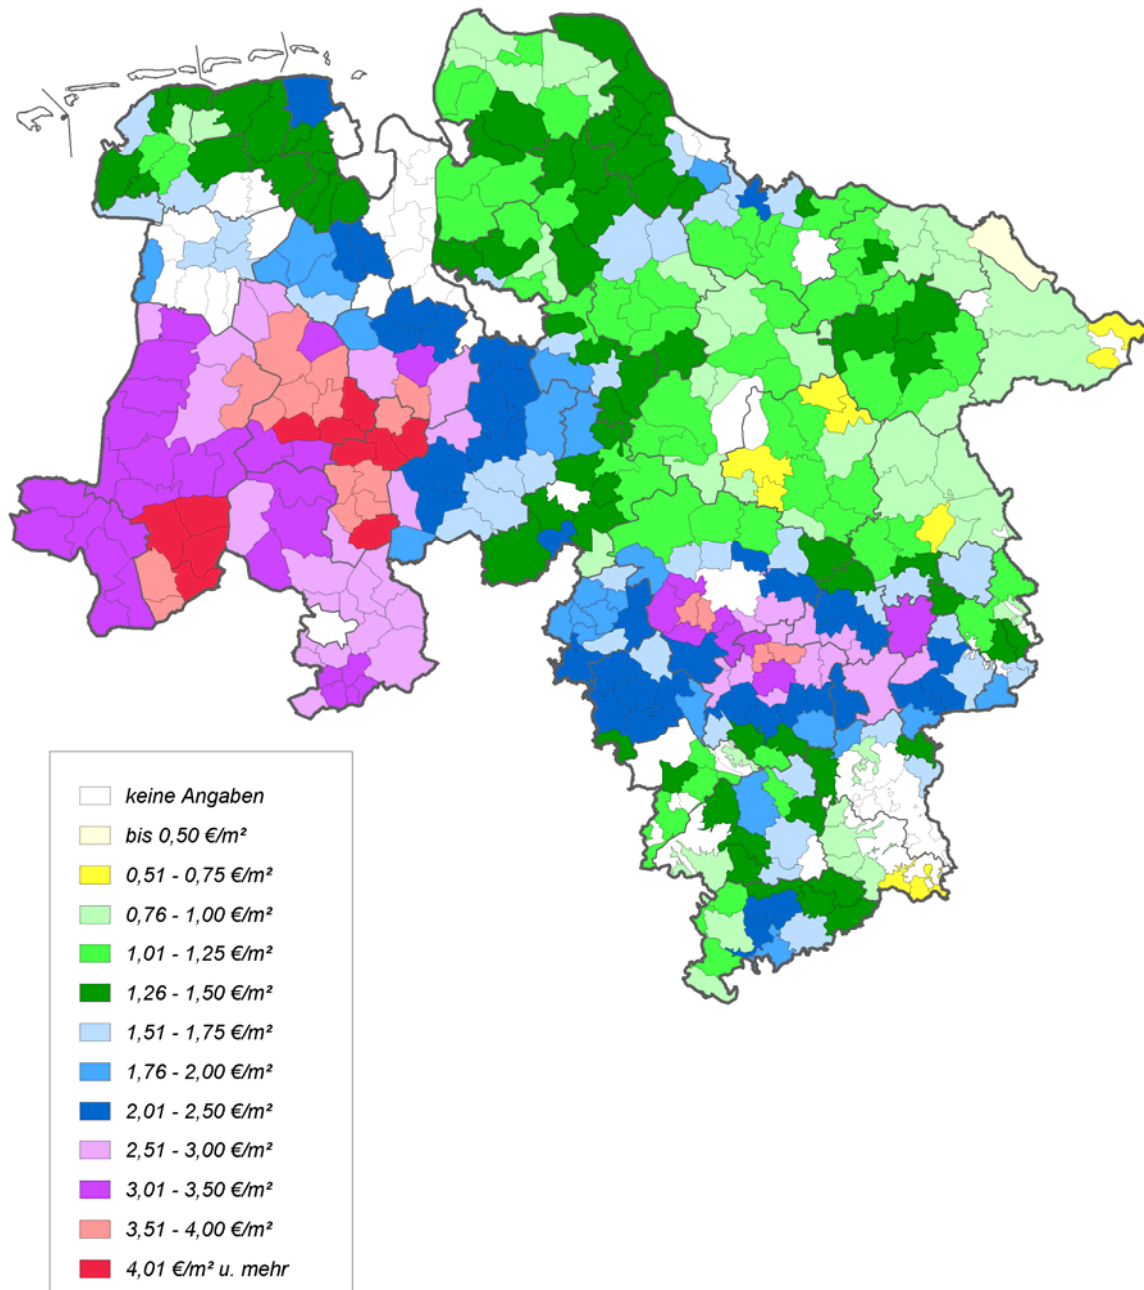 keine Angaben
bis 0,50 €/m²
0,51 - 0,75 €/m²
0,76 - 1,00 €/m²
1,01 - 1,25 €/m²
1,26 - 1,50 €/m²
1,51 - 1,75 €/m²
1,76 - 2,00 €/m²
2,01 - 2,50 €/m²
2,51 - 3,00 €/m²
3,01 - 3,50 €/m²
3,51 - 4,00 €/m²
4,01 €/m² u. mehr